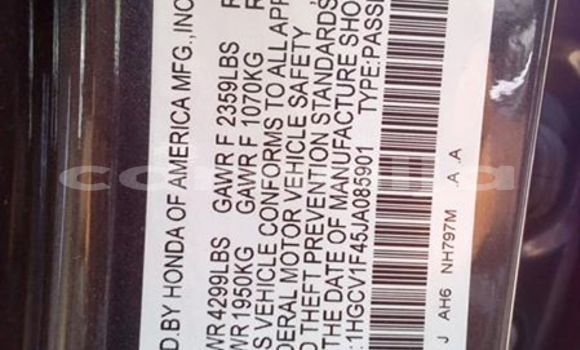 D.BY HONDA OF AMERICA MFG.,INC.
WR 4299LBS GAWR F 2359LBS R
WR 1950KG GAWR F 1070KG R
S VEHICLE CONFORMS TO ALL APP
DERAL MOTOR VEHICLE SAFETY
D THEFT PREVENTION STANDARDS
THE DATE OF MANUFACTURE SHO
:1HGCV1F45JA085901 TYPE:PASSE
J AH6 NH797M .A .A